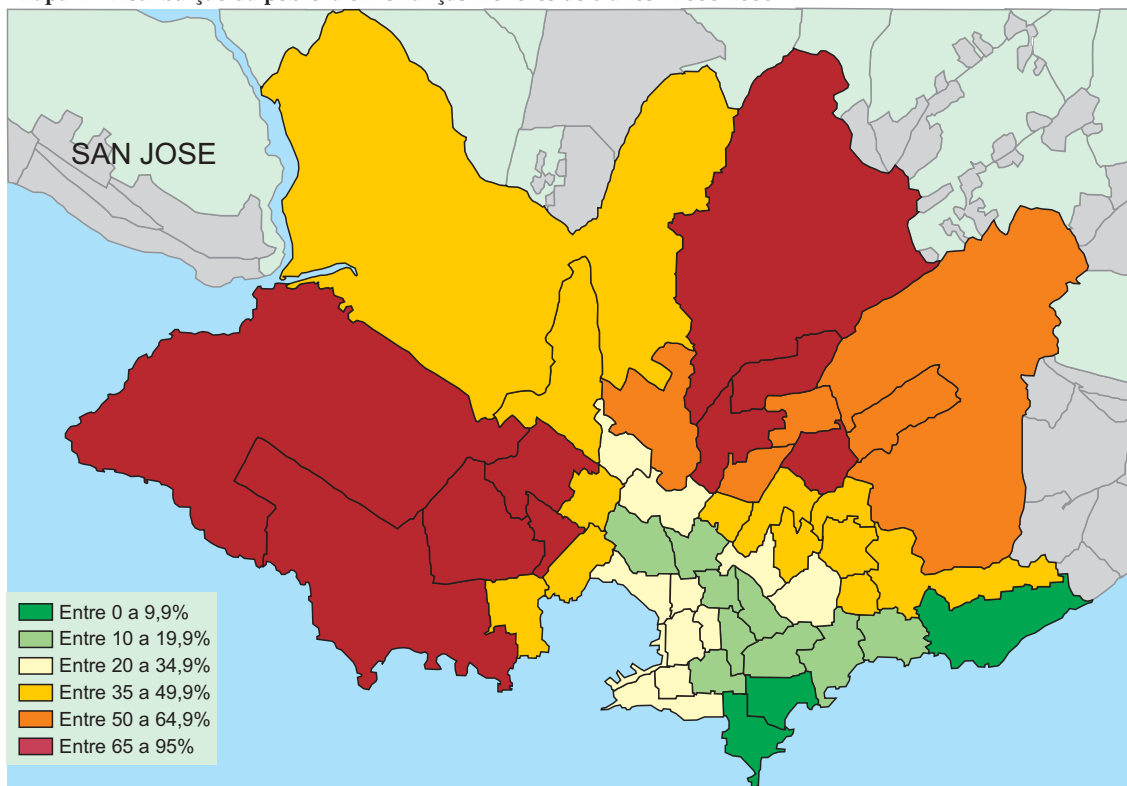 SAN JOSE
Entre 0 a 9,9%
Entre 10 a 19,9%
Entre 20 a 34,9%
Entre 35 a 49,9%
Entre 50 a 64,9%
Entre 65 a 95%